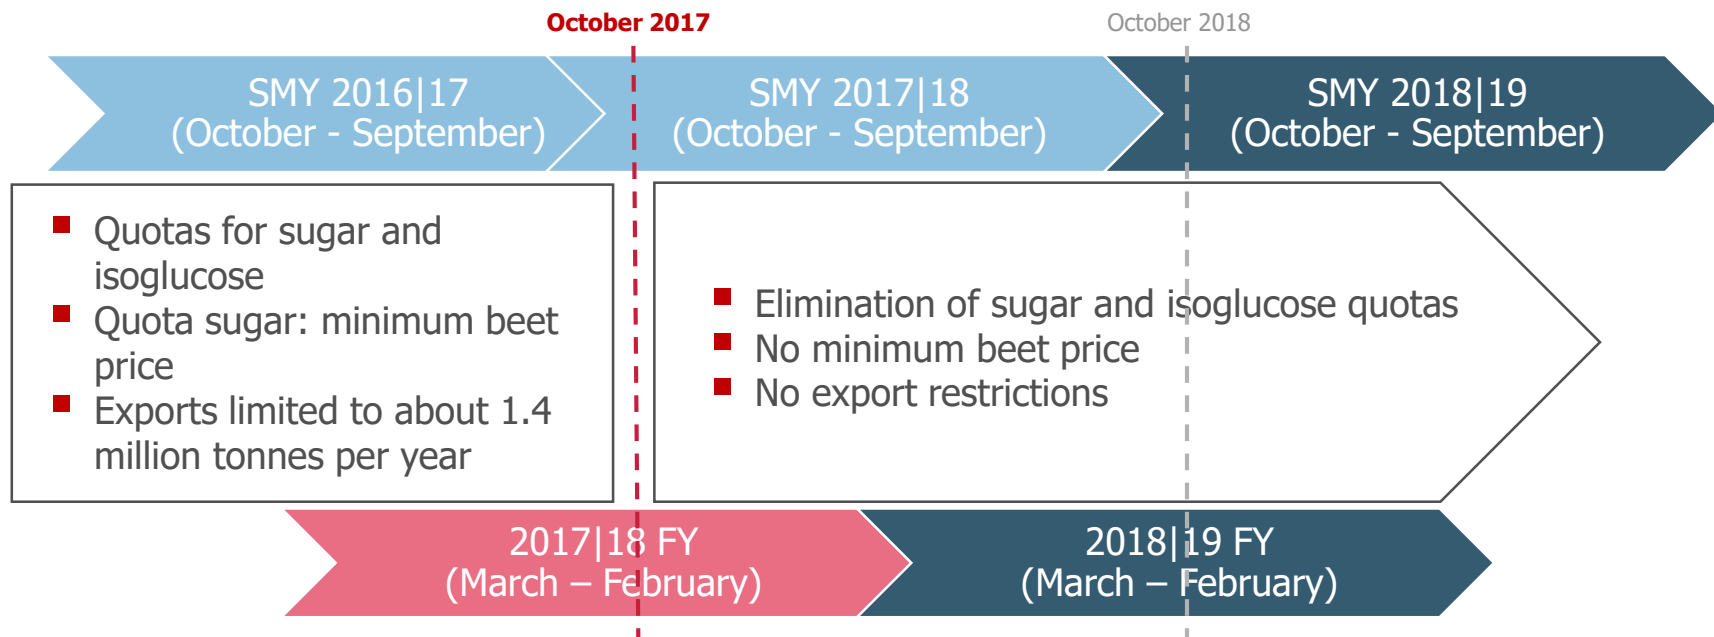 October 2017
October 2018
SMY 2016|17
(October - September)
SMY 2017|18
(October - September)
SMY 2018|19
(October - September)
Quotas for sugar and
isoglucose
Quota sugar: minimum beet
price
Exports limited to about 1.4
million tonnes per year
Elimination of sugar and isoglucose quotas
No minimum beet price
No export restrictions
2017|18 FY
(March – February)
2018|19 FY
(March – February)